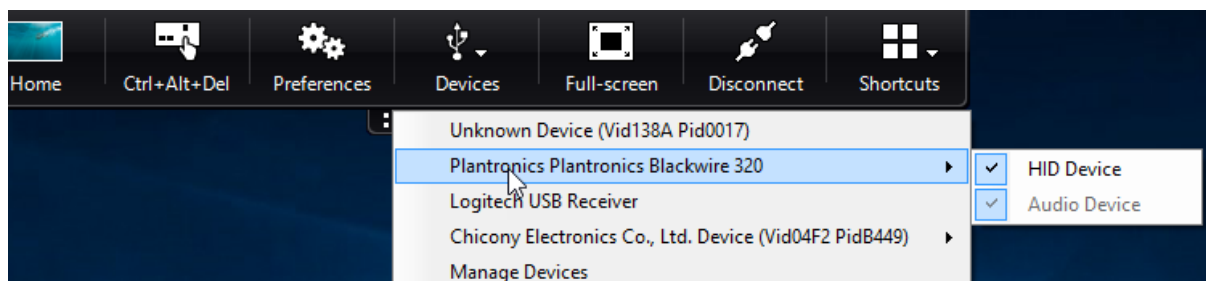 Home Ctrl+Alt+Del Preferences Devices Full-screen Disconnect Shortcuts
Unknown Device (Vid138A Pid0017)
Plantronics Plantronics Blackwire 320
HID Device
Logitech USB Receiver
Audio Device
Chicony Electronics Co., Ltd. Device (Vid04F2 PidB449)
Manage Devices